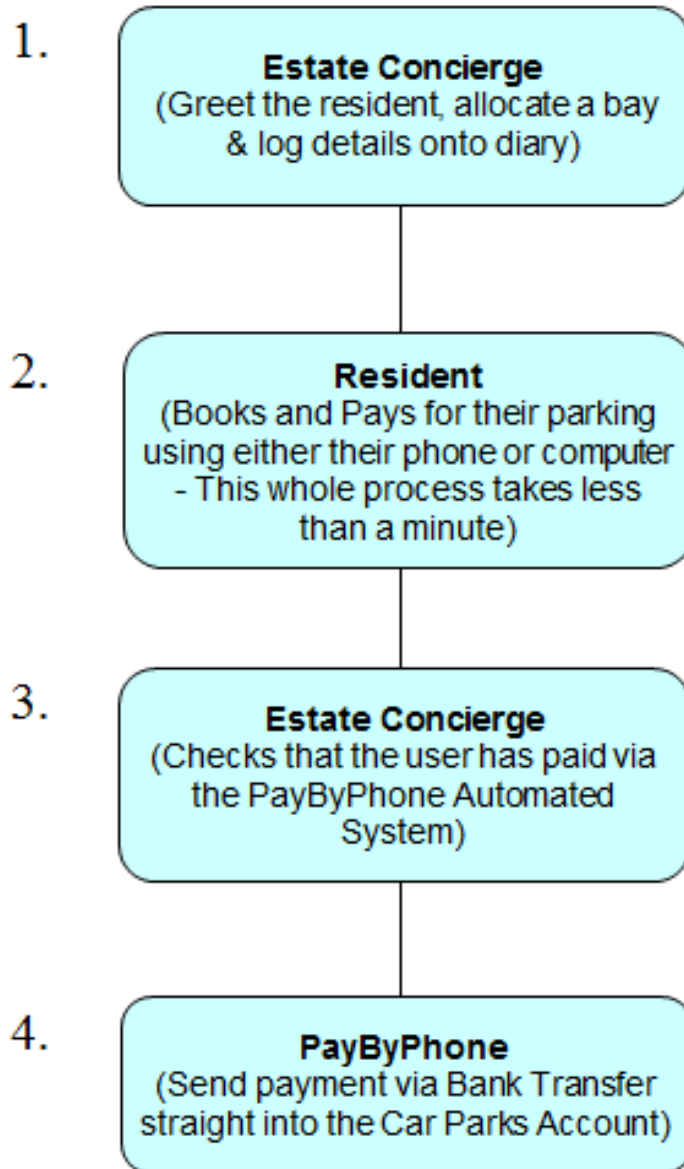 1.
Estate Concierge
(Greet the resident, allocate a bay
& log details onto diary)
2.
Resident
(Books and Pays for their parking
using either their phone or computer
- This whole process takes less
than a minute)
3.
Estate Concierge
(Checks that the user has paid via
the PayByPhone Automated
System)
4.
PayByPhone
(Send payment via Bank Transfer
straight into the Car Parks Account)